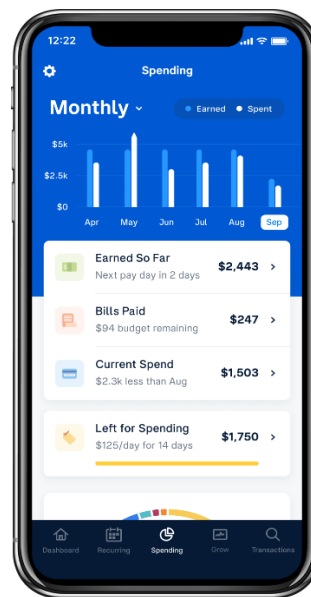 12:22
Spending
Monthly
Earned Spent
$5k
$2.5k
$0
Apr May Jun Jul Aug Sep
Earned So Far
$2,443
Next pay day in 2 days
Bills Paid
$247
$94 budget remaining
Current Spend
$1,503
$2.3k less than Aug
Left for Spending
$1,750
$125/day for 14 days
Dashboard Recurring Spending Grow Transactions